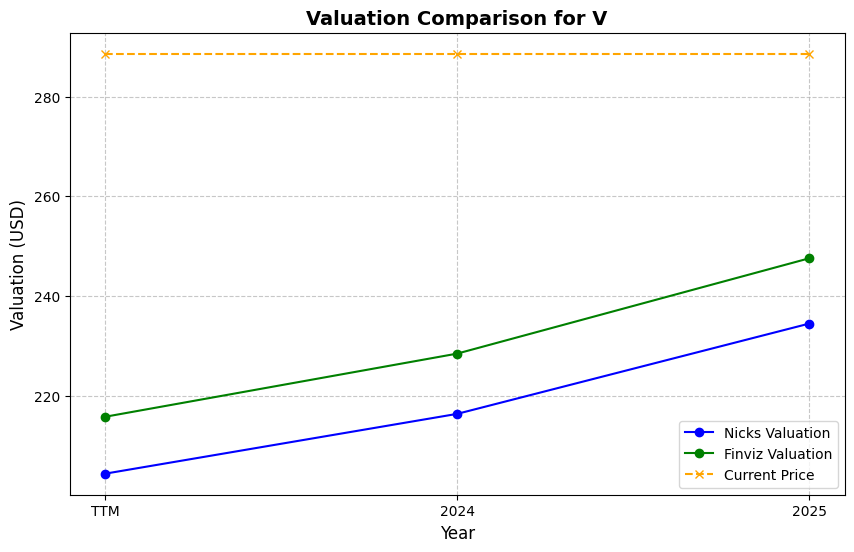 Valuation Comparison for V
Valuation (USD)
280
260
240
220
TTM
2024
2025
Year
Nicks Valuation
Finviz Valuation
Current Price